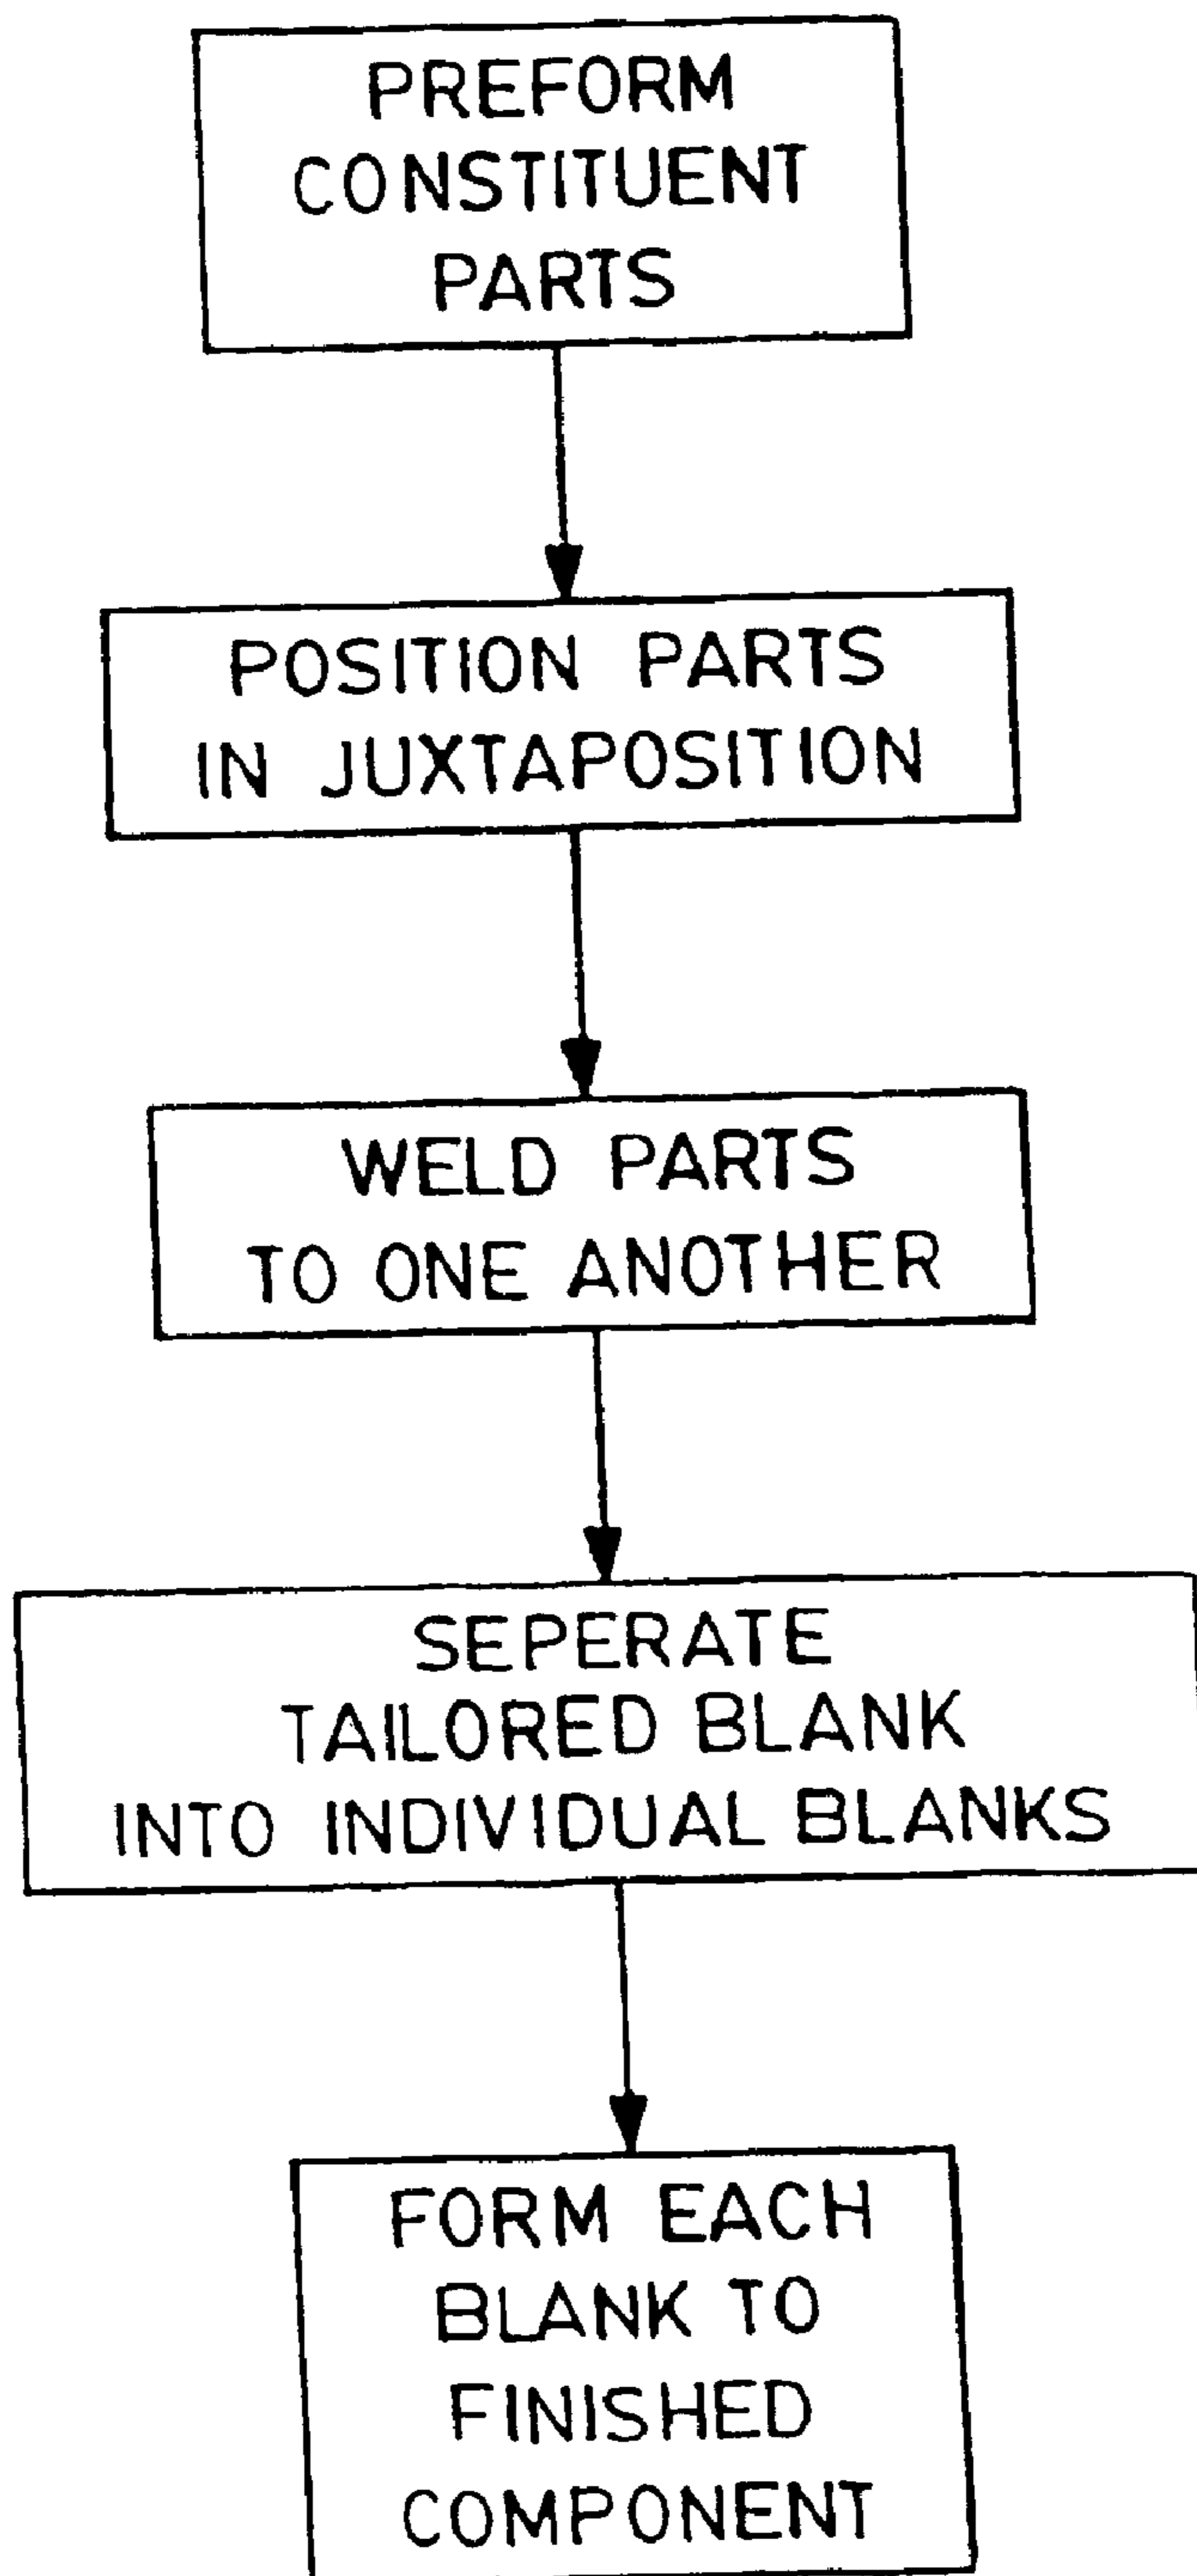 PREFORM
CONSTITUENT
PARTS
POSITION PARTS
IN JUXTAPOSITION
WELD PARTS
TO ONE ANOTHER
SEPERATE
TAILORED BLANK
INTO INDIVIDUAL BLANKS
FORM EACH
BLANK TO
FINISHED
COMPONENT